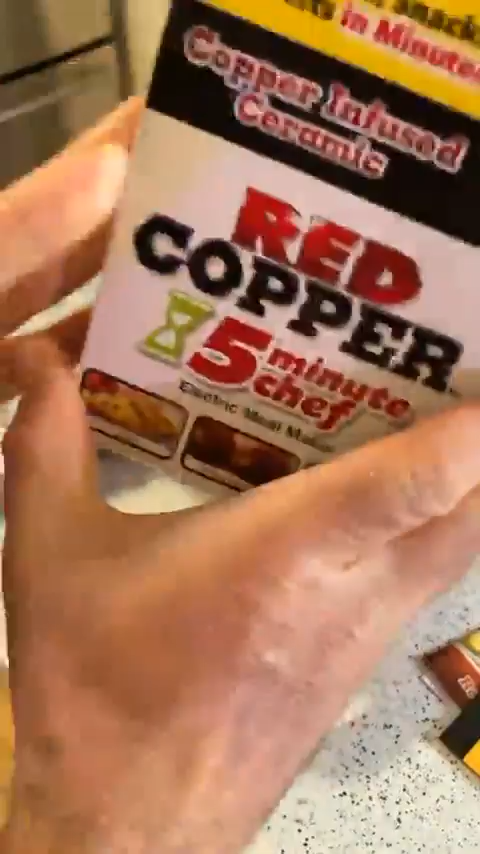 in Minutes
Copper Infused
Ceramic
RED
COPPER
5 minute
chef
Electric Meal Maker